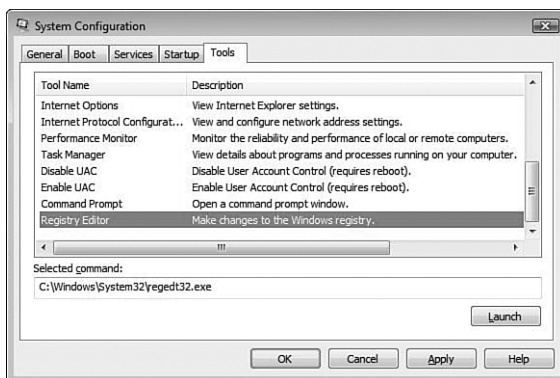 System Configuration
General Boot Services Startup Tools
Tool Name Description
Internet Options View Internet Explorer settings.
Internet Protocol Configurat... View and configure network address settings.
Performance Monitor Monitor the reliability and performance of local or remote computers.
Task Manager View details about programs and processes running on your computer.
Disable UAC Disable User Account Control (requires reboot).
Enable UAC Enable User Account Control (requires reboot).
Command Prompt Open a command prompt window.
Registry Editor Make changes to the Windows registry.
Selected command:
C:\Windows\System32\regedt32.exe
Launch
OK Cancel Apply Help